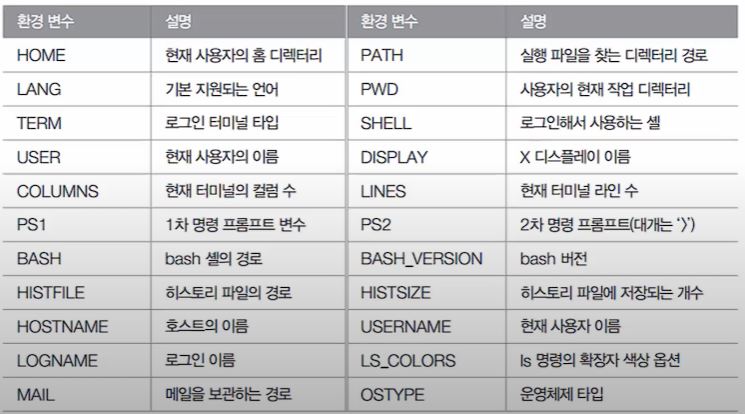 환경 변수 설명 환경 변수 설명
HOME 현재 사용자의 홈 디렉터리 PATH 실행 파일을 찾는 디렉터리 경로
LANG 기본 지원되는 언어 PWD 사용자의 현재 작업 디렉터리
TERM 로그인 터미널 타입 SHELL 로그인해서 사용하는 셸
USER 현재 사용자의 이름 DISPLAY X 디스플레이 이름
COLUMNS 현재 터미널의 컬럼 수 LINES 현재 터미널 라인 수
PS1 1차 명령 프롬프트 변수 PS2 2차 명령 프롬프트(대개는 ‘>’)
BASH bash 셸의 경로 BASH_VERSION bash 버전
HISTFILE 히스토리 파일의 경로 HISTSIZE 히스토리 파일에 저장되는 개수
HOSTNAME 호스트의 이름 USERNAME 현재 사용자 이름
LOGNAME 로그인 이름 LS_COLORS ls 명령의 확장자 색상 옵션
MAIL 메일을 보관하는 경로 OSTYPE 운영체제 타입